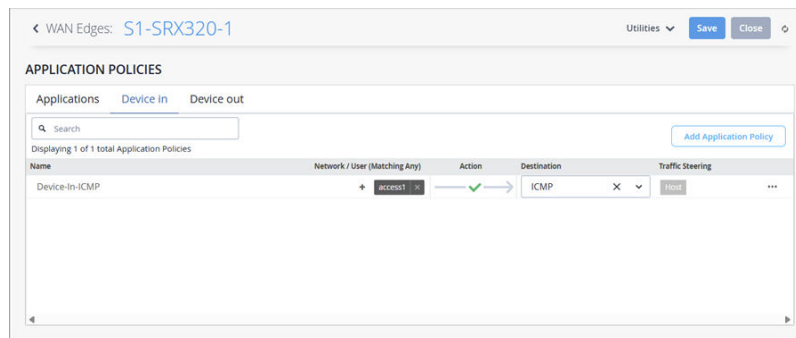 WAN Edges: S1-SRX320-1 Utilities Save Close
APPLICATION POLICIES
Applications Device in Device out
Search
Add Application Policy
Displaying 1 of 1 total Application Policies
Name Network / User (Matching Any) Action Destination Traffic Steering
Device-In-ICMP + access1 × ICMP X Host ...